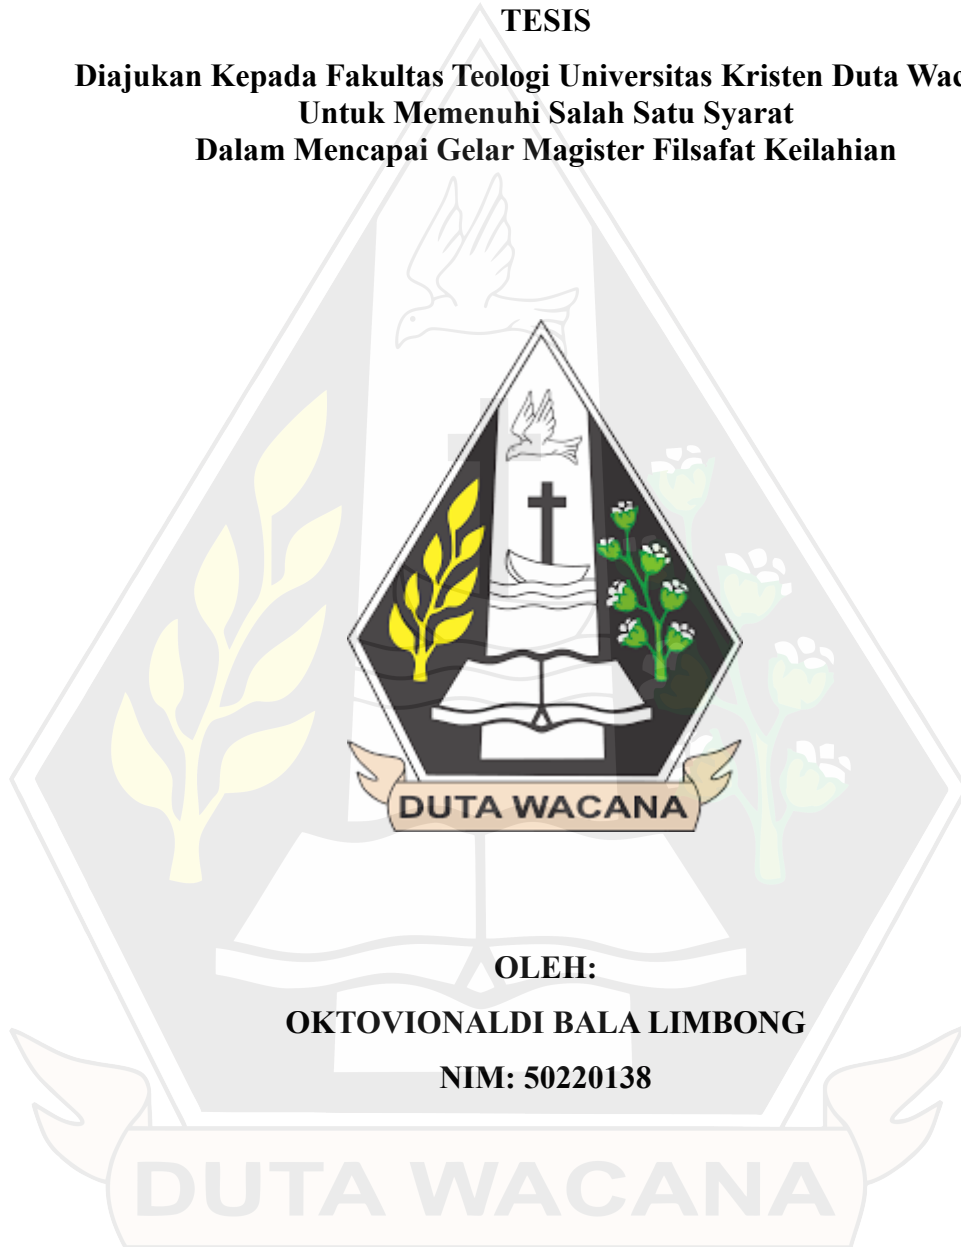 TESIS
Diajukan Kepada Fakultas Teologi Universitas Kristen Duta Wac
Untuk Memenuhi Salah Satu Syarat
Dalam Mencapai Gelar Magister Filsafat Keilahian
DUTA WACANA
OLEH:
OKTOVIONALDI BALA LIMBONG
NIM: 50220138
DUTA WACANA